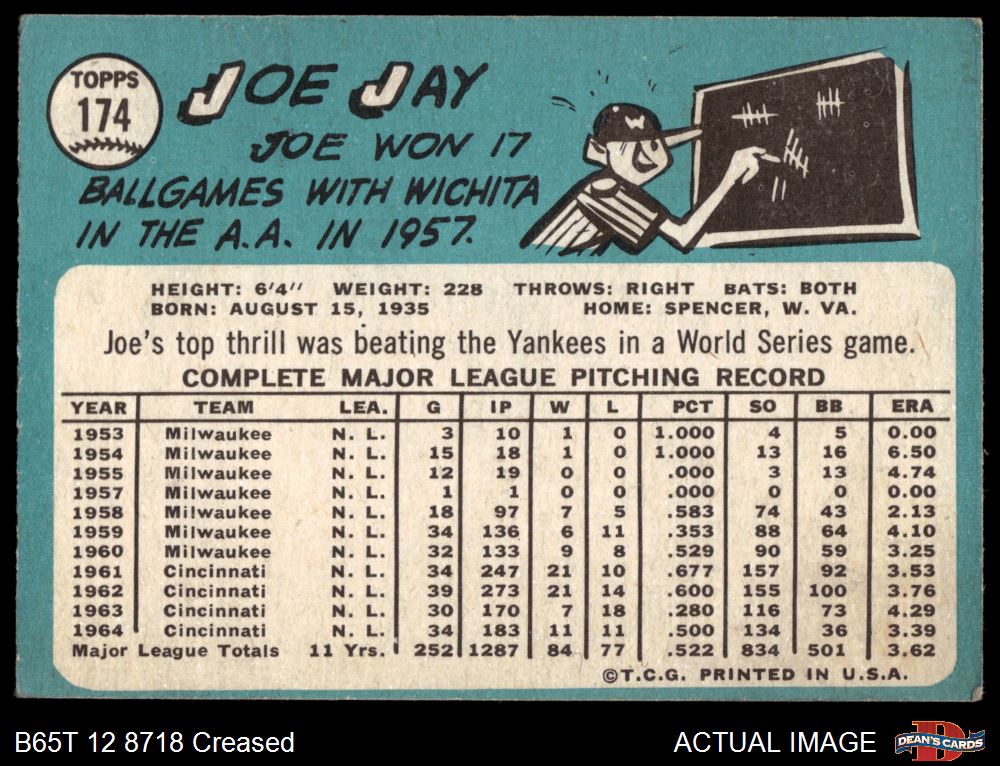 TOPPS
174
JOE JAY
JOE WON 17
BALLGAMES WITH WICHITA
IN THE A.A. IN 1957.
W
HEIGHT: 6'4" WEIGHT: 228 THROWS: RIGHT BATS: BOTH
BORN: AUGUST 15, 1935 HOME: SPENCER, W. VA.
Joe's top thrill was beating the Yankees in a World Series game.
COMPLETE MAJOR LEAGUE PITCHING RECORD
YEAR TEAM LEA. G IP W L PCT SO BB ERA
1953 Milwaukee N. L. 3 10 1 0 1.000 4 5 0.00
1954 Milwaukee N. L. 15 18 1 0 1.000 13 16 6.50
1955 Milwaukee N. L. 12 19 0 0 .000 3 13 4.74
1957 Milwaukee N. L. 1 1 0 0 .000 0 0 0.00
1958 Milwaukee N. L. 18 97 7 5 .583 74 43 2.13
1959 Milwaukee N. L. 34 136 6 11 .353 88 64 4.10
1960 Milwaukee N. L. 32 133 9 8 .529 90 59 3.25
1961 Cincinnati N. L. 34 247 21 10 .677 157 92 3.53
1962 Cincinnati N. L. 39 273 21 14 .600 155 100 3.76
1963 Cincinnati N. L. 30 170 7 18 .280 116 73 4.29
1964 Cincinnati N. L. 34 183 11 11 .500 134 36 3.39
Major League Totals 11 Yrs. 252 1287 84 77 .522 834 501 3.62
©T.C.G. PRINTED IN U.S.A.
B65T 12 8718 Creased
ACTUAL IMAGE
D
DEAN'S CARDS